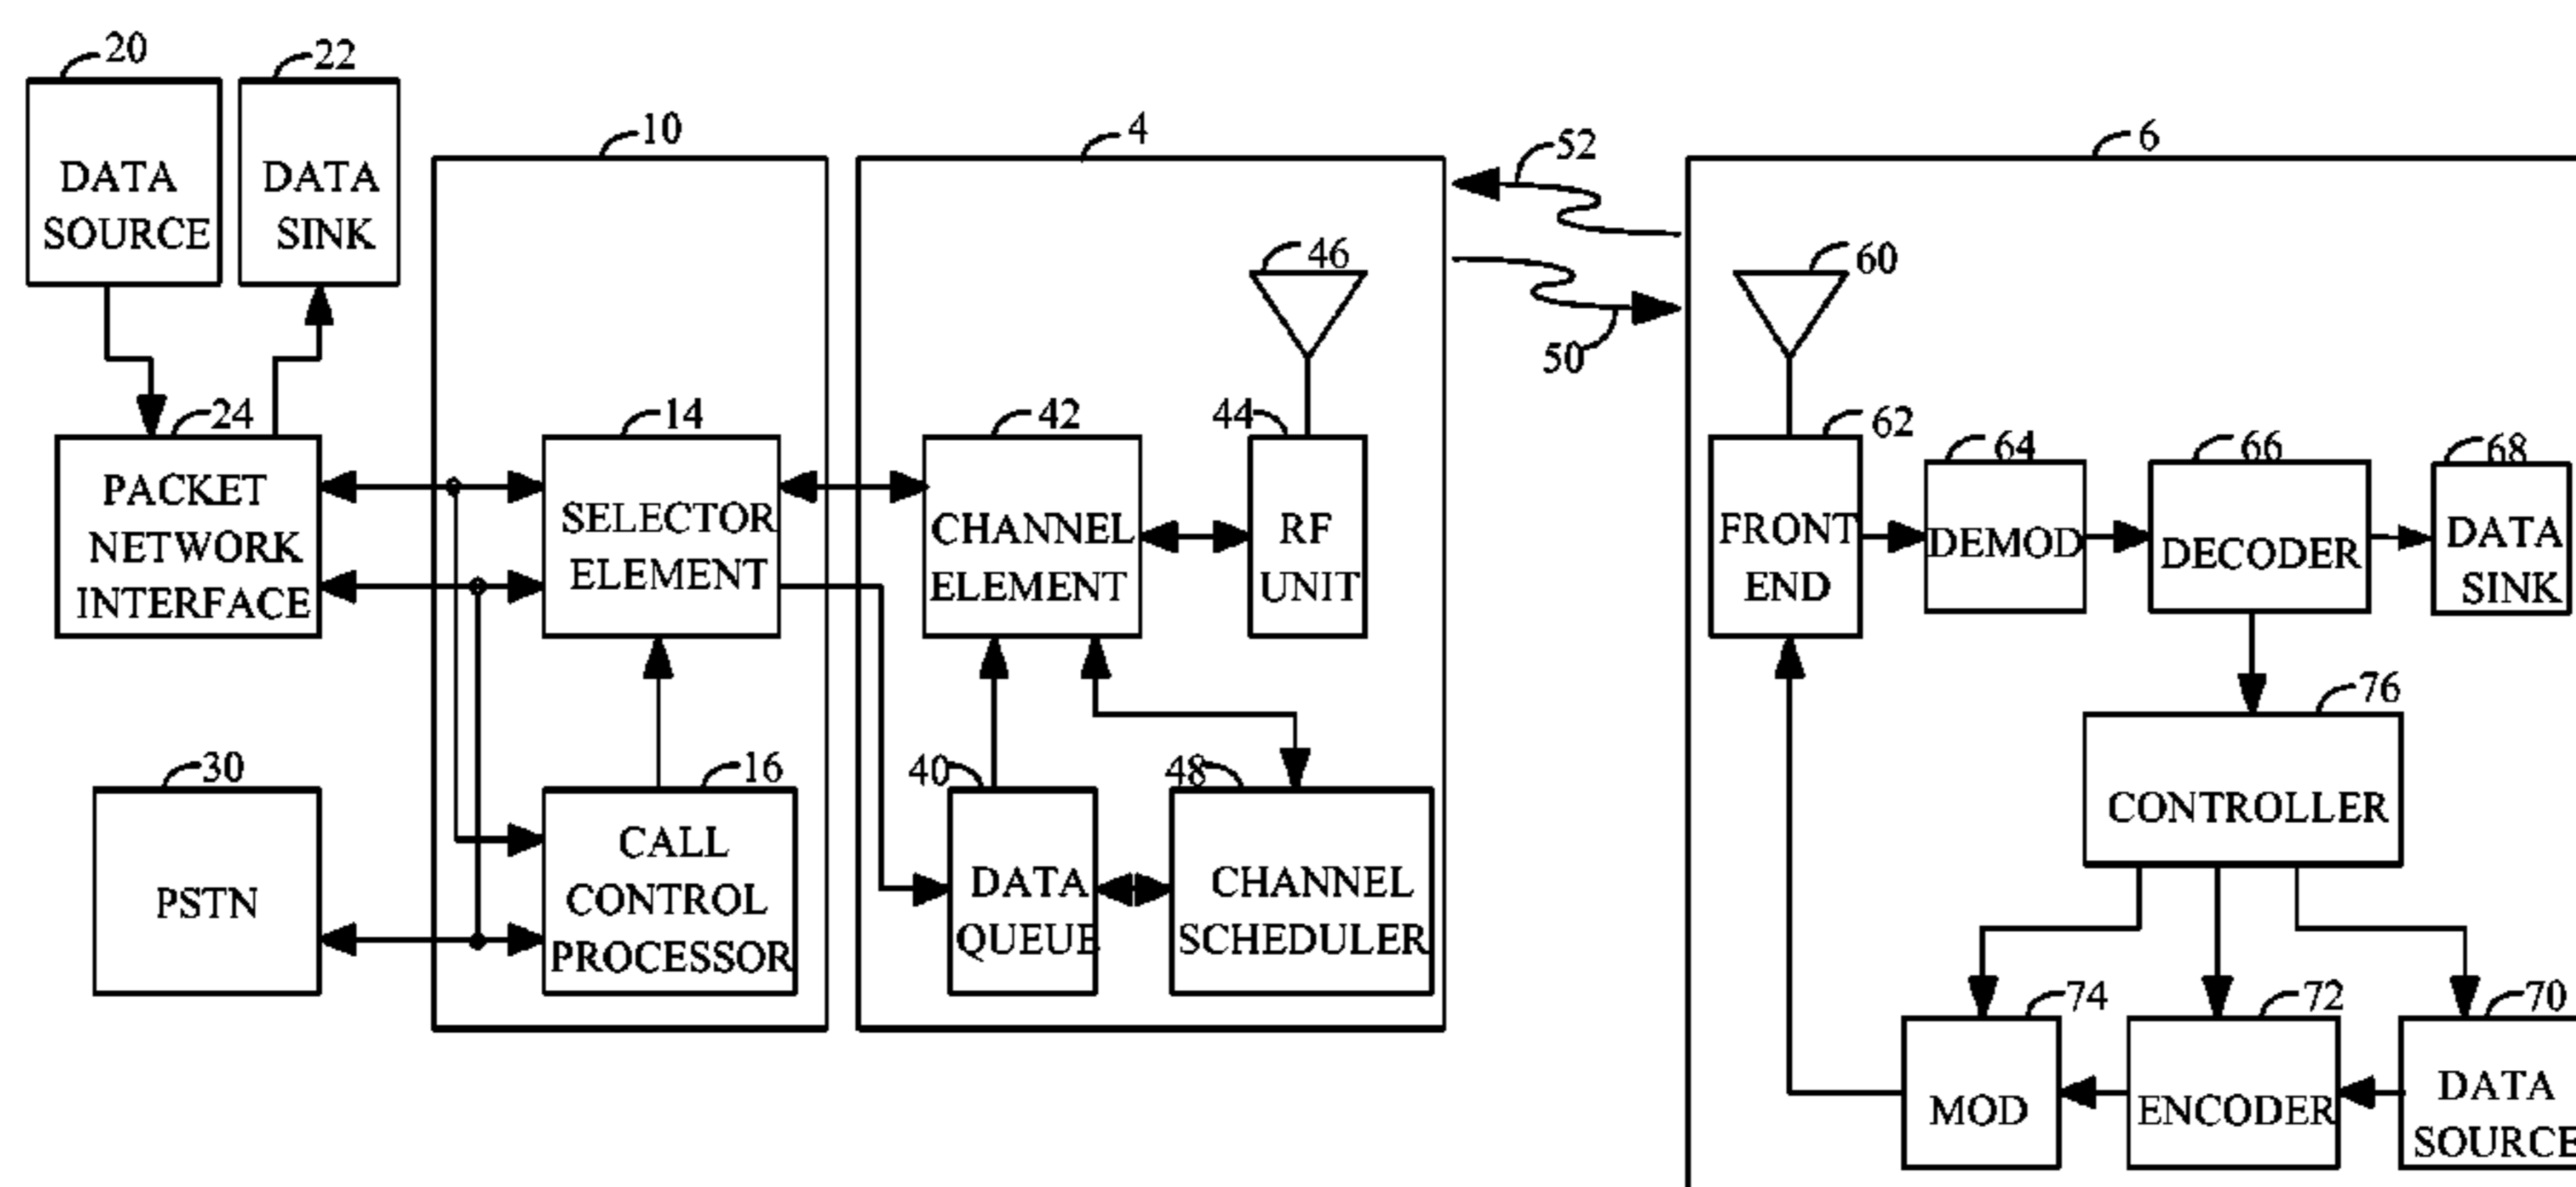 20
22
DATA
SOURCE
DATA
SINK
10
4
52
6
46
60
50
24
14
42
44
62
64
66
68
PACKET
NETWORK
INTERFACE
SELECTOR
ELEMENT
CHANNEL
ELEMENT
RF
UNIT
FRONT
END
DEMOD
DECODER
DATA
SINK
76
CONTROLLER
30
16
40
48
PSTN
CALL
CONTROL
PROCESSOR
DATA
QUEUE
CHANNEL
SCHEDULER
74
72
70
MOD
ENCODER
DATA
SOURCE